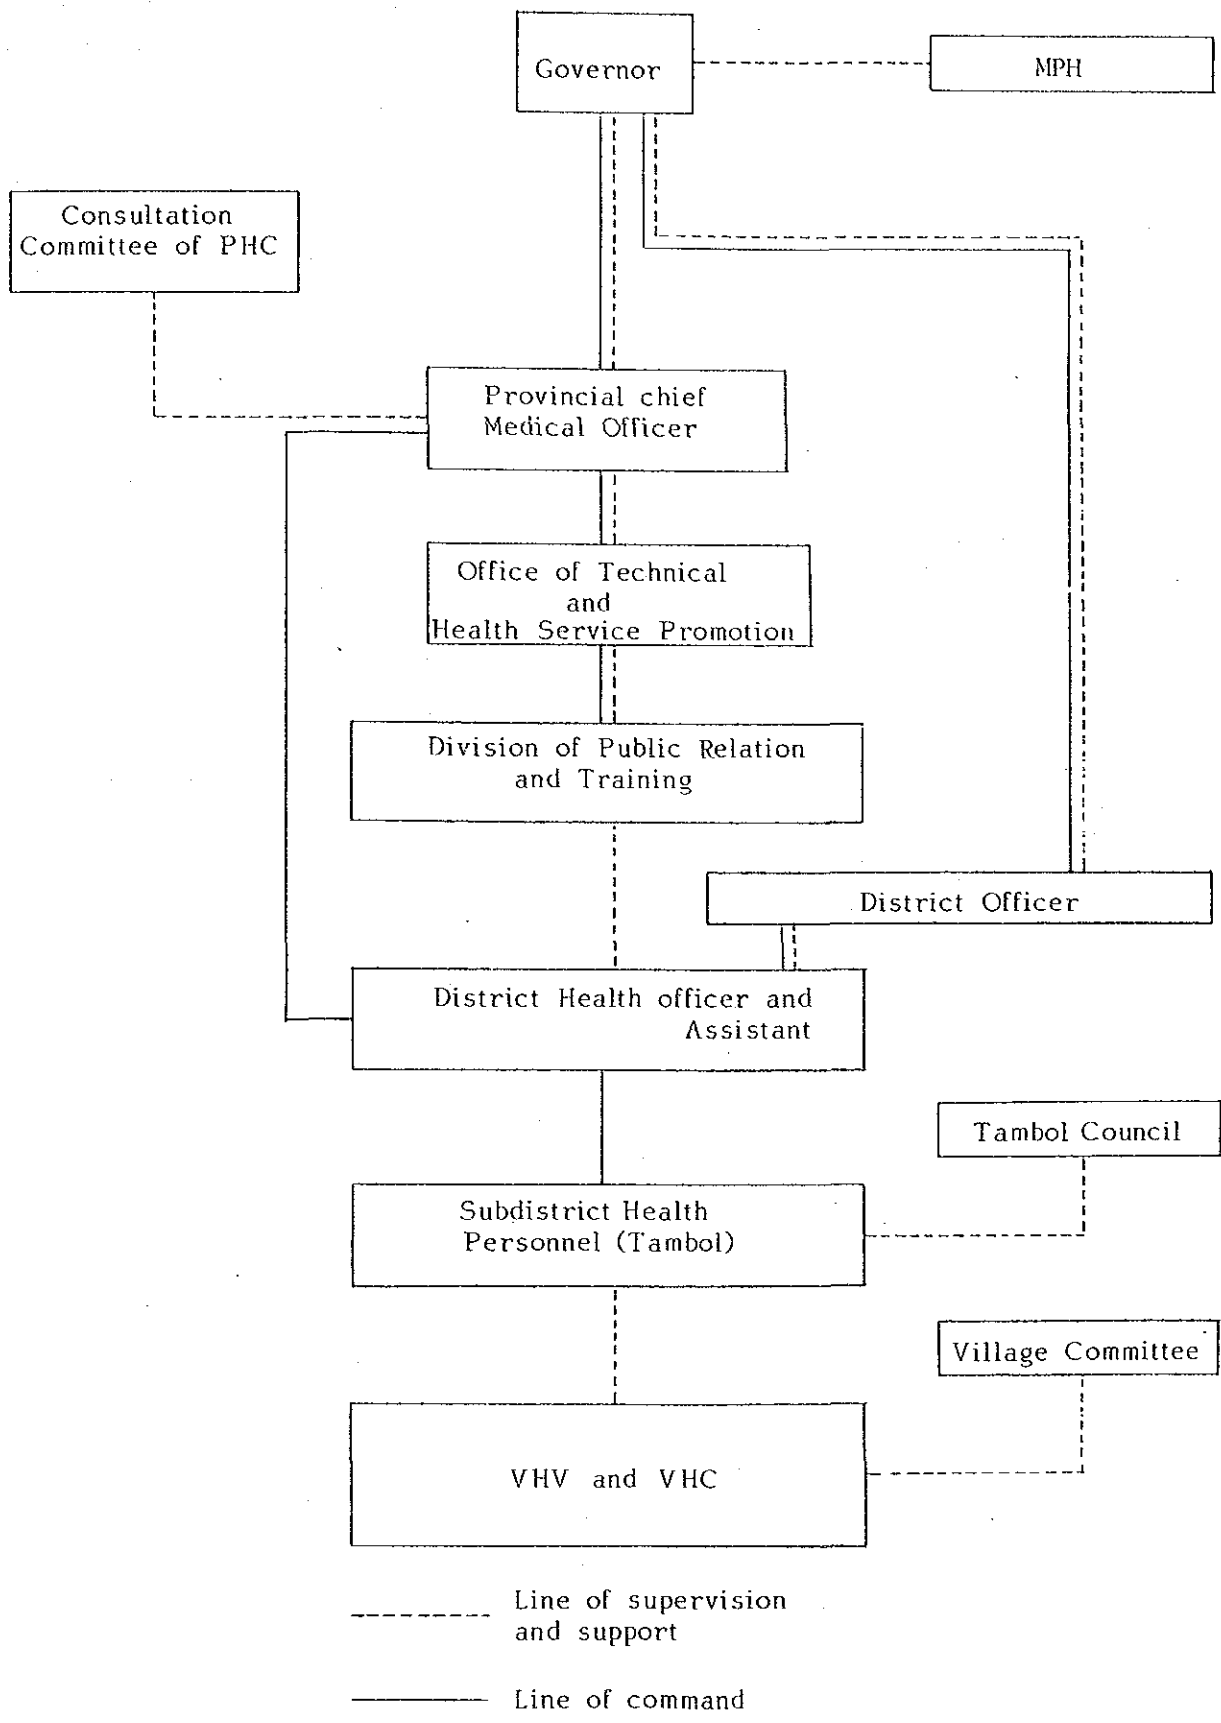 Governor
MPH
Consultation
Committee of PHC
Provincial chief
Medical Officer
Office of Technical
and
Health Service Promotion
Division of Public Relation
and Training
District Officer
District Health officer and
Assistant
Tambol Council
Subdistrict Health
Personnel (Tambol)
Village Committee
VHV and VHC
Line of supervision
and support
Line of command